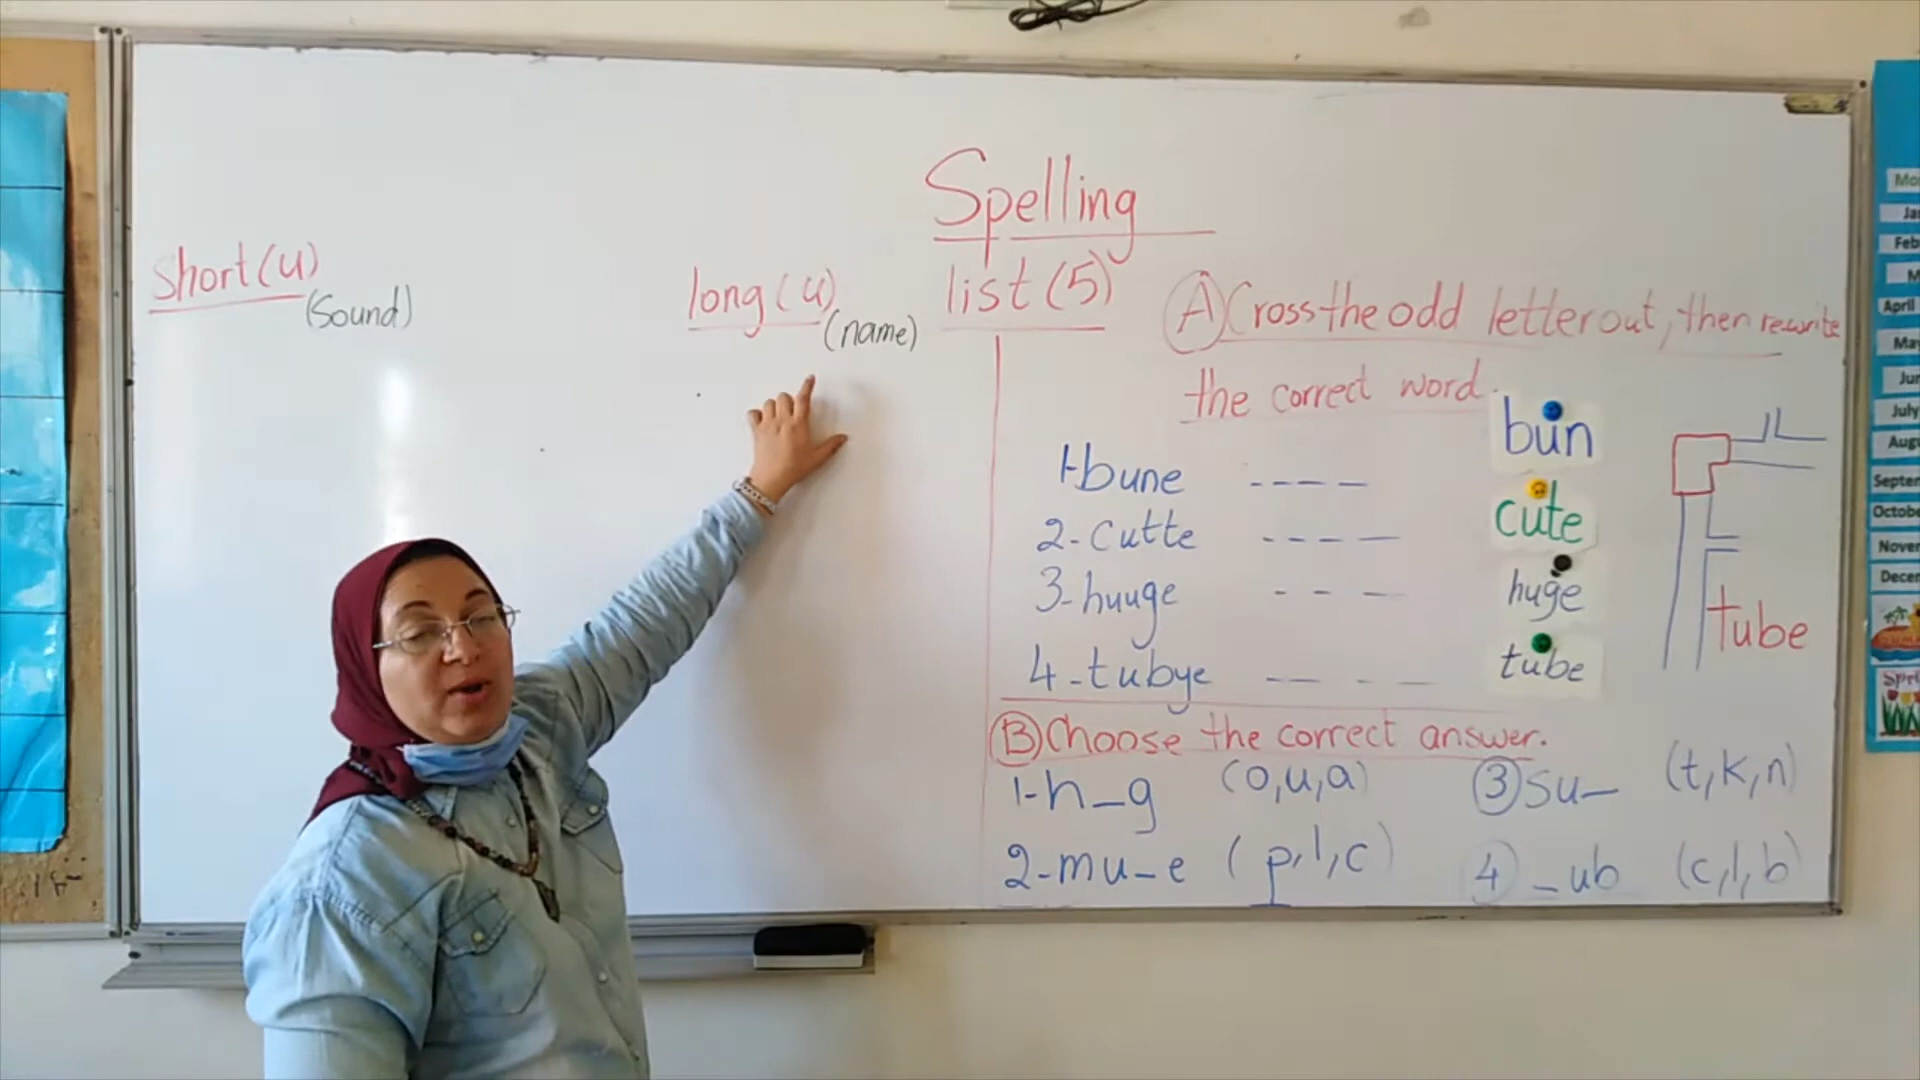 Spelling
short (u)
(Sound)
long (u)
(name)
list (5)
A Cross the odd letter out, then rewrite
the correct word.
1- bune ----
bun
2- cutte ----
cute
3- huuge ----
huge
4- tubye ----
tube
tube
B Choose the correct answer.
1- h_g (o,u,a)
3 su_ (t,k,n)
2- mu_e (p,l,c)
4 _ub (c,l,b)
April
July